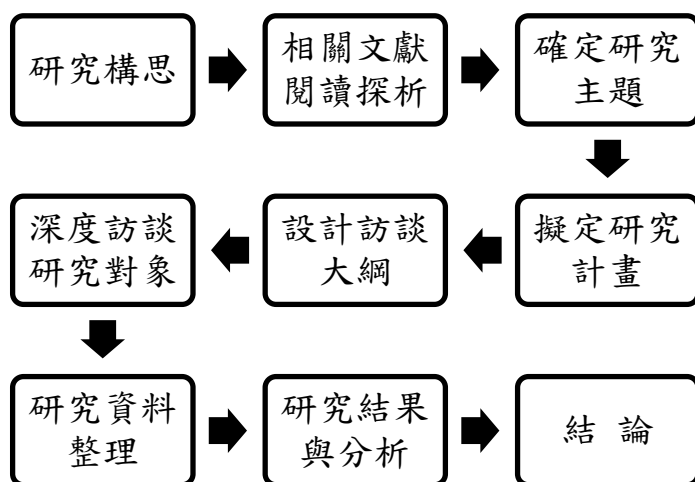 研究構思
相關文獻
閱讀探析
確定研究
主題
擬定研究
計畫
設計訪談
大綱
深度訪談
研究對象
研究資料
整理
研究結果
與分析
結 論